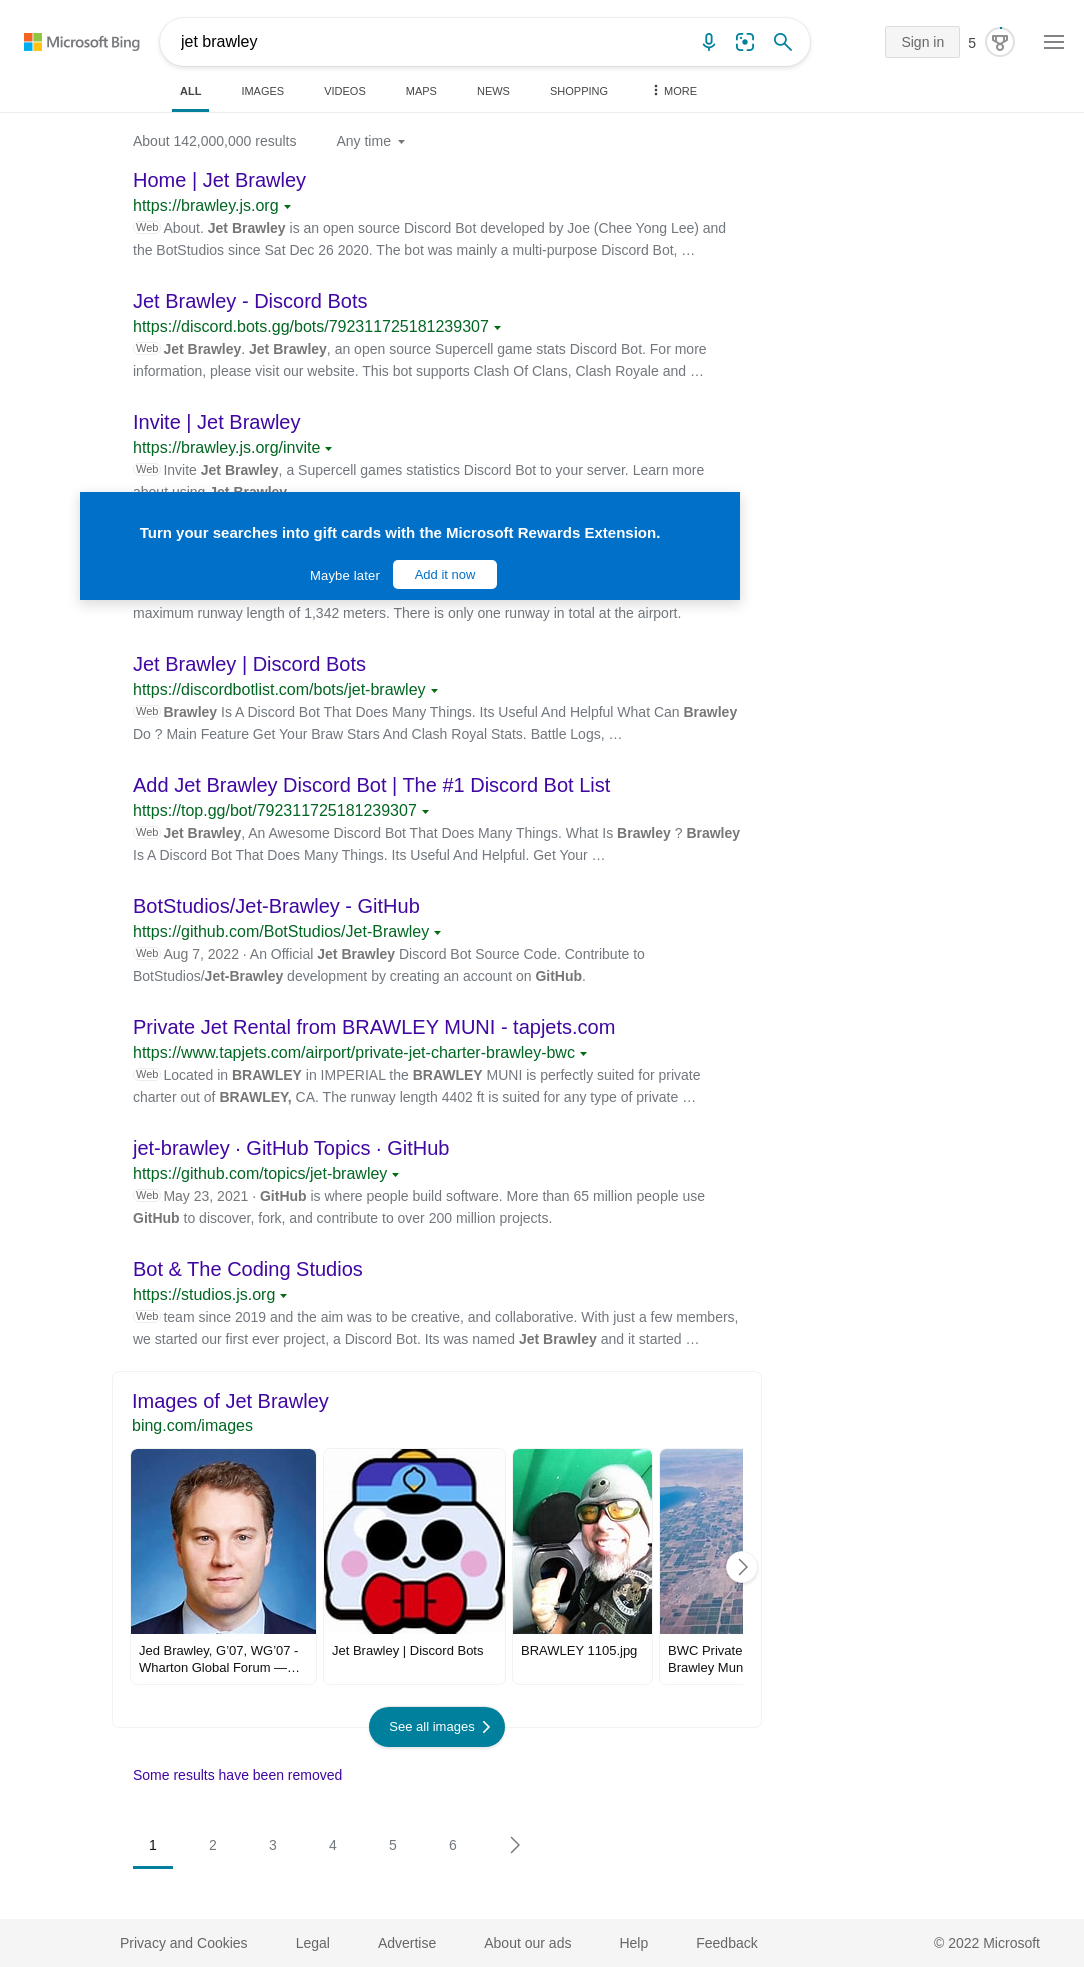 Microsoft Bing
jet brawley
Sign in
5
ALL
IMAGES
VIDEOS
MAPS
NEWS
SHOPPING
MORE
About 142,000,000 results
Any time
Home | Jet Brawley
https://brawley.js.org
Web About. Jet Brawley is an open source Discord Bot developed by Joe (Chee Yong Lee) and
the BotStudios since Sat Dec 26 2020. The bot was mainly a multi-purpose Discord Bot, …
Jet Brawley - Discord Bots
https://discord.bots.gg/bots/792311725181239307
Web Jet Brawley. Jet Brawley, an open source Supercell game stats Discord Bot. For more
information, please visit our website. This bot supports Clash Of Clans, Clash Royale and …
Invite | Jet Brawley
https://brawley.js.org/invite
Web Invite Jet Brawley, a Supercell games statistics Discord Bot to your server. Learn more
about using Jet Brawley
Turn your searches into gift cards with the Microsoft Rewards Extension.
Maybe later
Add it now
maximum runway length of 1,342 meters. There is only one runway in total at the airport.
Jet Brawley | Discord Bots
https://discordbotlist.com/bots/jet-brawley
Web Brawley Is A Discord Bot That Does Many Things. Its Useful And Helpful What Can Brawley
Do ? Main Feature Get Your Braw Stars And Clash Royal Stats. Battle Logs, …
Add Jet Brawley Discord Bot | The #1 Discord Bot List
https://top.gg/bot/792311725181239307
Web Jet Brawley, An Awesome Discord Bot That Does Many Things. What Is Brawley ? Brawley
Is A Discord Bot That Does Many Things. Its Useful And Helpful. Get Your …
BotStudios/Jet-Brawley - GitHub
https://github.com/BotStudios/Jet-Brawley
Web Aug 7, 2022 · An Official Jet Brawley Discord Bot Source Code. Contribute to
BotStudios/Jet-Brawley development by creating an account on GitHub.
Private Jet Rental from BRAWLEY MUNI - tapjets.com
https://www.tapjets.com/airport/private-jet-charter-brawley-bwc
Web Located in BRAWLEY in IMPERIAL the BRAWLEY MUNI is perfectly suited for private
charter out of BRAWLEY, CA. The runway length 4402 ft is suited for any type of private …
jet-brawley · GitHub Topics · GitHub
https://github.com/topics/jet-brawley
Web May 23, 2021 · GitHub is where people build software. More than 65 million people use
GitHub to discover, fork, and contribute to over 200 million projects.
Bot & The Coding Studios
https://studios.js.org
Web team since 2019 and the aim was to be creative, and collaborative. With just a few members,
we started our first ever project, a Discord Bot. Its was named Jet Brawley and it started …
Images of Jet Brawley
bing.com/images
Jed Brawley, G'07, WG'07 -
Wharton Global Forum —…
Jet Brawley | Discord Bots
BRAWLEY 1105.jpg
BWC Private
Brawley Mun
See all images
Some results have been removed
1
2
3
4
5
6
Privacy and Cookies
Legal
Advertise
About our ads
Help
Feedback
© 2022 Microsoft